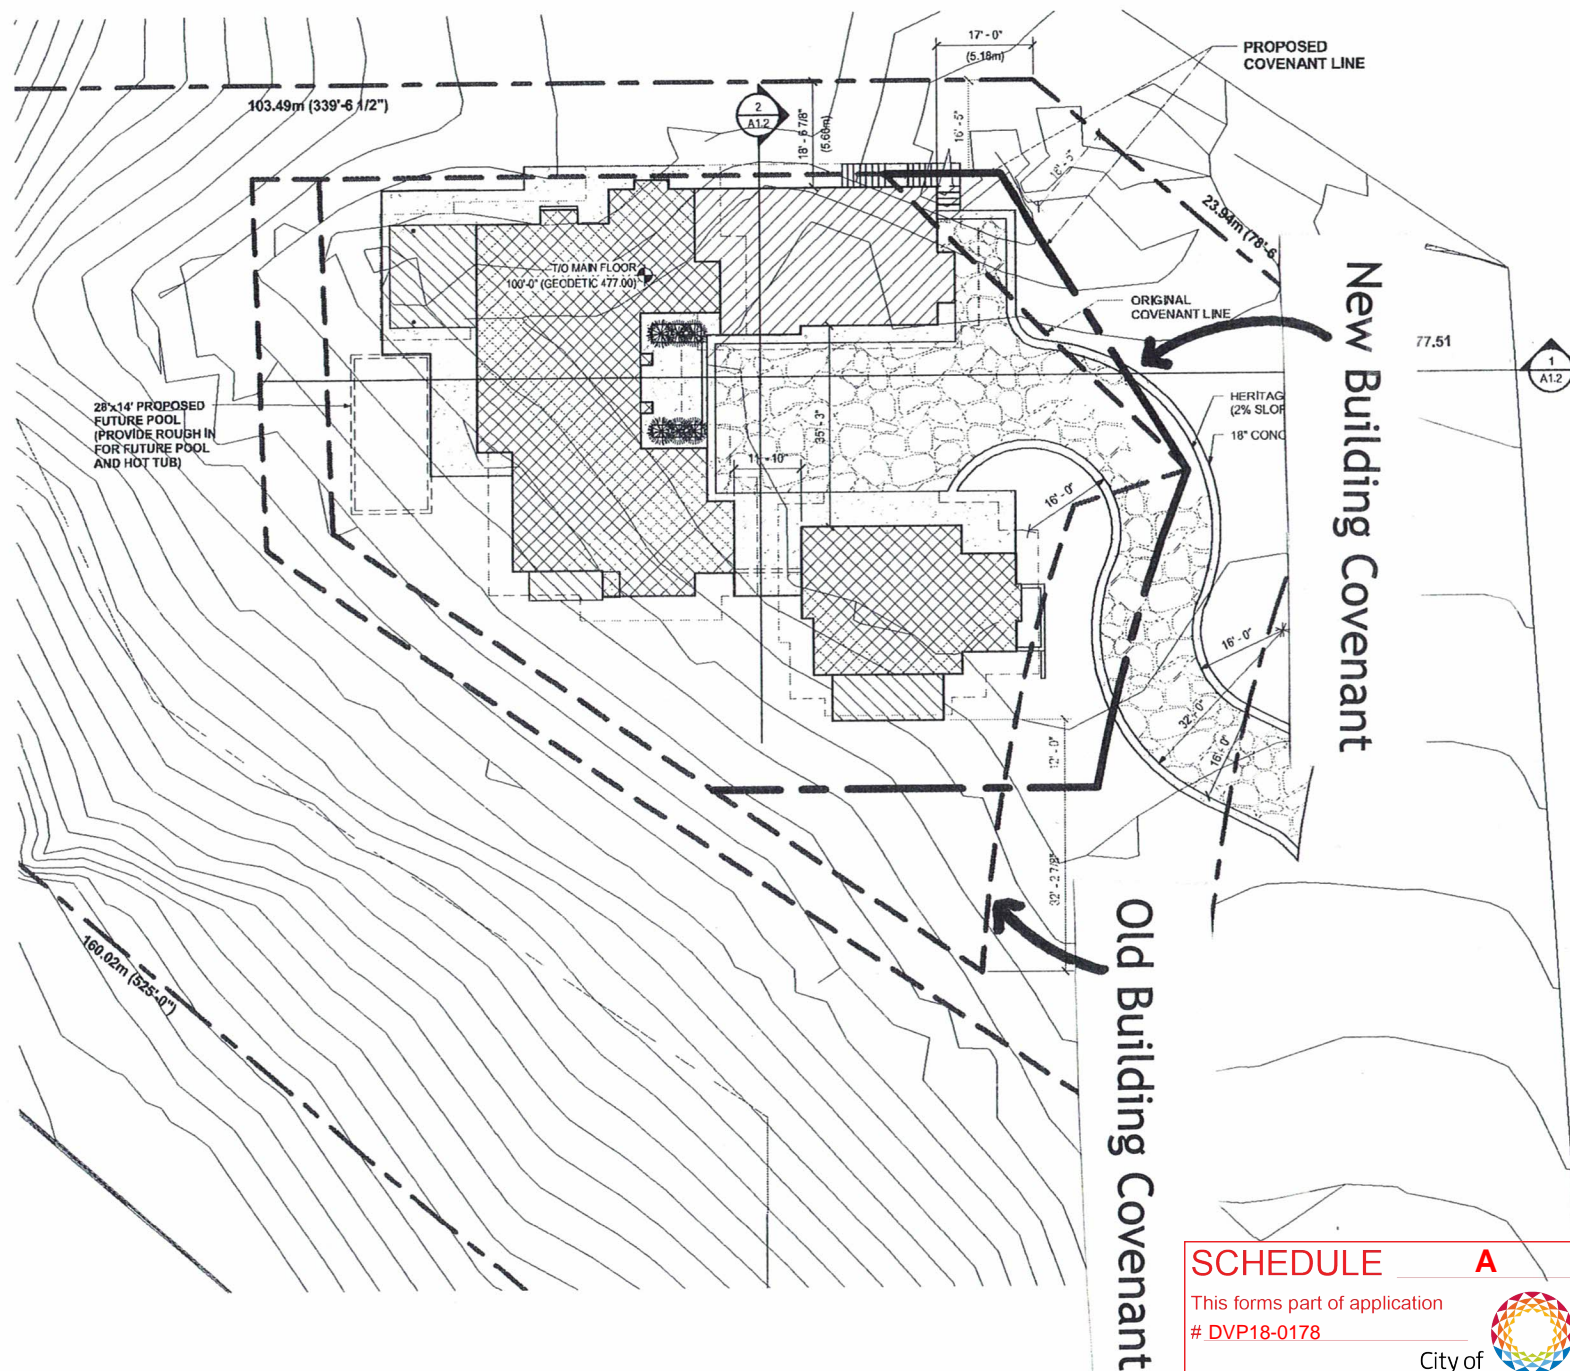 17' - 0"
(5.18m)
PROPOSED
COVENANT LINE
103.49m (339'-6 1/2")
2
A1.2
18' - 6 7/8"
(5.66m)
16' - 5"
16' - 5"
23.94m (78'-6
T/O MAIN FLOOR
100'-0" (GEODETIC 477.00)
ORIGINAL
COVENANT LINE
New Building Covenant
77.51
1
A1.2
28'x14' PROPOSED
FUTURE POOL
(PROVIDE ROUGH IN
FOR FUTURE POOL
AND HOT TUB)
HERITAG
(2% SLOP
18" CONC
35' - 3"
11' - 10"
16' - 0"
16' - 0"
32' - 0"
16' - 0"
12' - 0"
32' - 2 7/8"
Old Building Covenant
160.02m (525'-0")
SCHEDULE A
This forms part of application
# DVP18-0178
City of